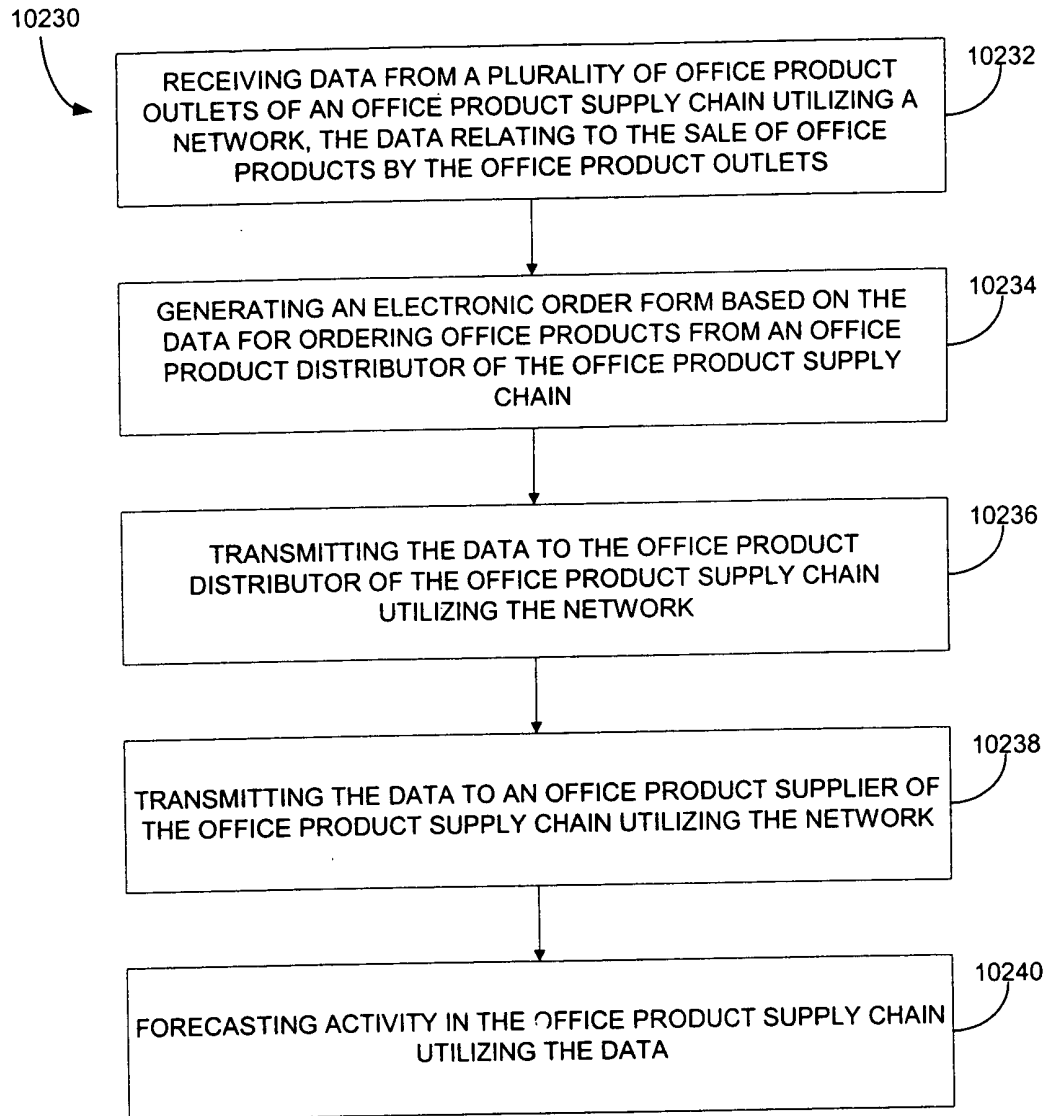 10230
RECEIVING DATA FROM A PLURALITY OF OFFICE PRODUCT
OUTLETS OF AN OFFICE PRODUCT SUPPLY CHAIN UTILIZING A
NETWORK, THE DATA RELATING TO THE SALE OF OFFICE
PRODUCTS BY THE OFFICE PRODUCT OUTLETS
10232
GENERATING AN ELECTRONIC ORDER FORM BASED ON THE
DATA FOR ORDERING OFFICE PRODUCTS FROM AN OFFICE
PRODUCT DISTRIBUTOR OF THE OFFICE PRODUCT SUPPLY
CHAIN
10234
TRANSMITTING THE DATA TO THE OFFICE PRODUCT
DISTRIBUTOR OF THE OFFICE PRODUCT SUPPLY CHAIN
UTILIZING THE NETWORK
10236
TRANSMITTING THE DATA TO AN OFFICE PRODUCT SUPPLIER OF
THE OFFICE PRODUCT SUPPLY CHAIN UTILIZING THE NETWORK
10238
FORECASTING ACTIVITY IN THE OFFICE PRODUCT SUPPLY CHAIN
UTILIZING THE DATA
10240